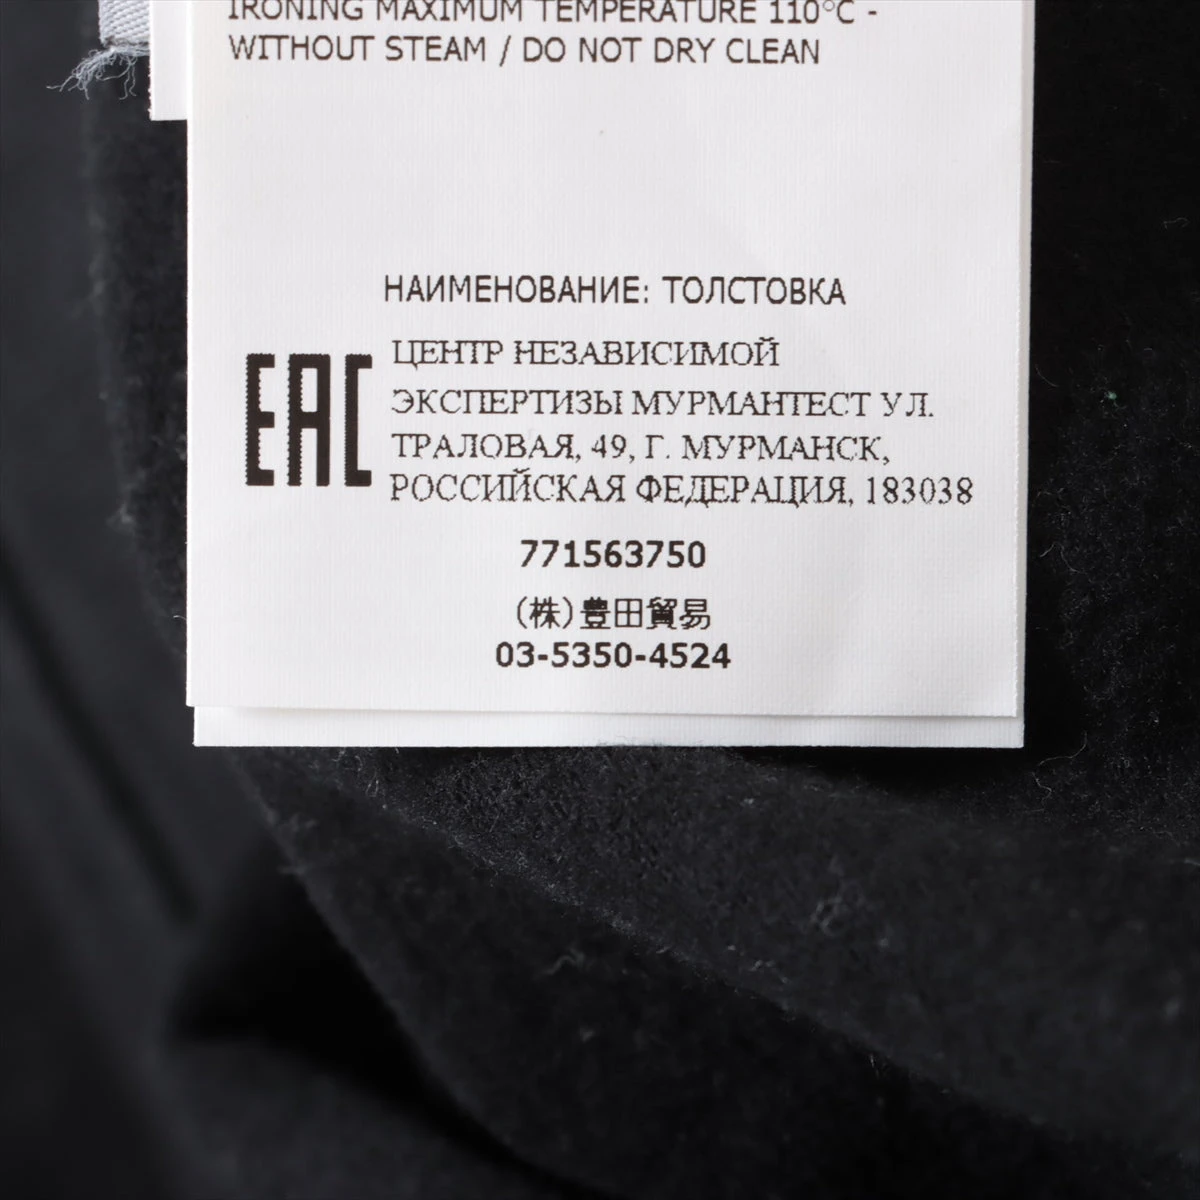 IRONING MAXIMUM TEMPERATURE 110°C -
WITHOUT STEAM / DO NOT DRY CLEAN
НАИМЕНОВАНИЕ: ТОЛСТОВКА
EAC
ЦЕНТР НЕЗАВИСИМОЙ
ЭКСПЕРТИЗЫ МУРМАНТЕСТ УЛ.
ТРАЛОВАЯ, 49, Г. МУРМАНСК,
РОССИЙСКАЯ ФЕДЕРАЦИЯ, 183038
771563750
(株)豊田貿易
03-5350-4524